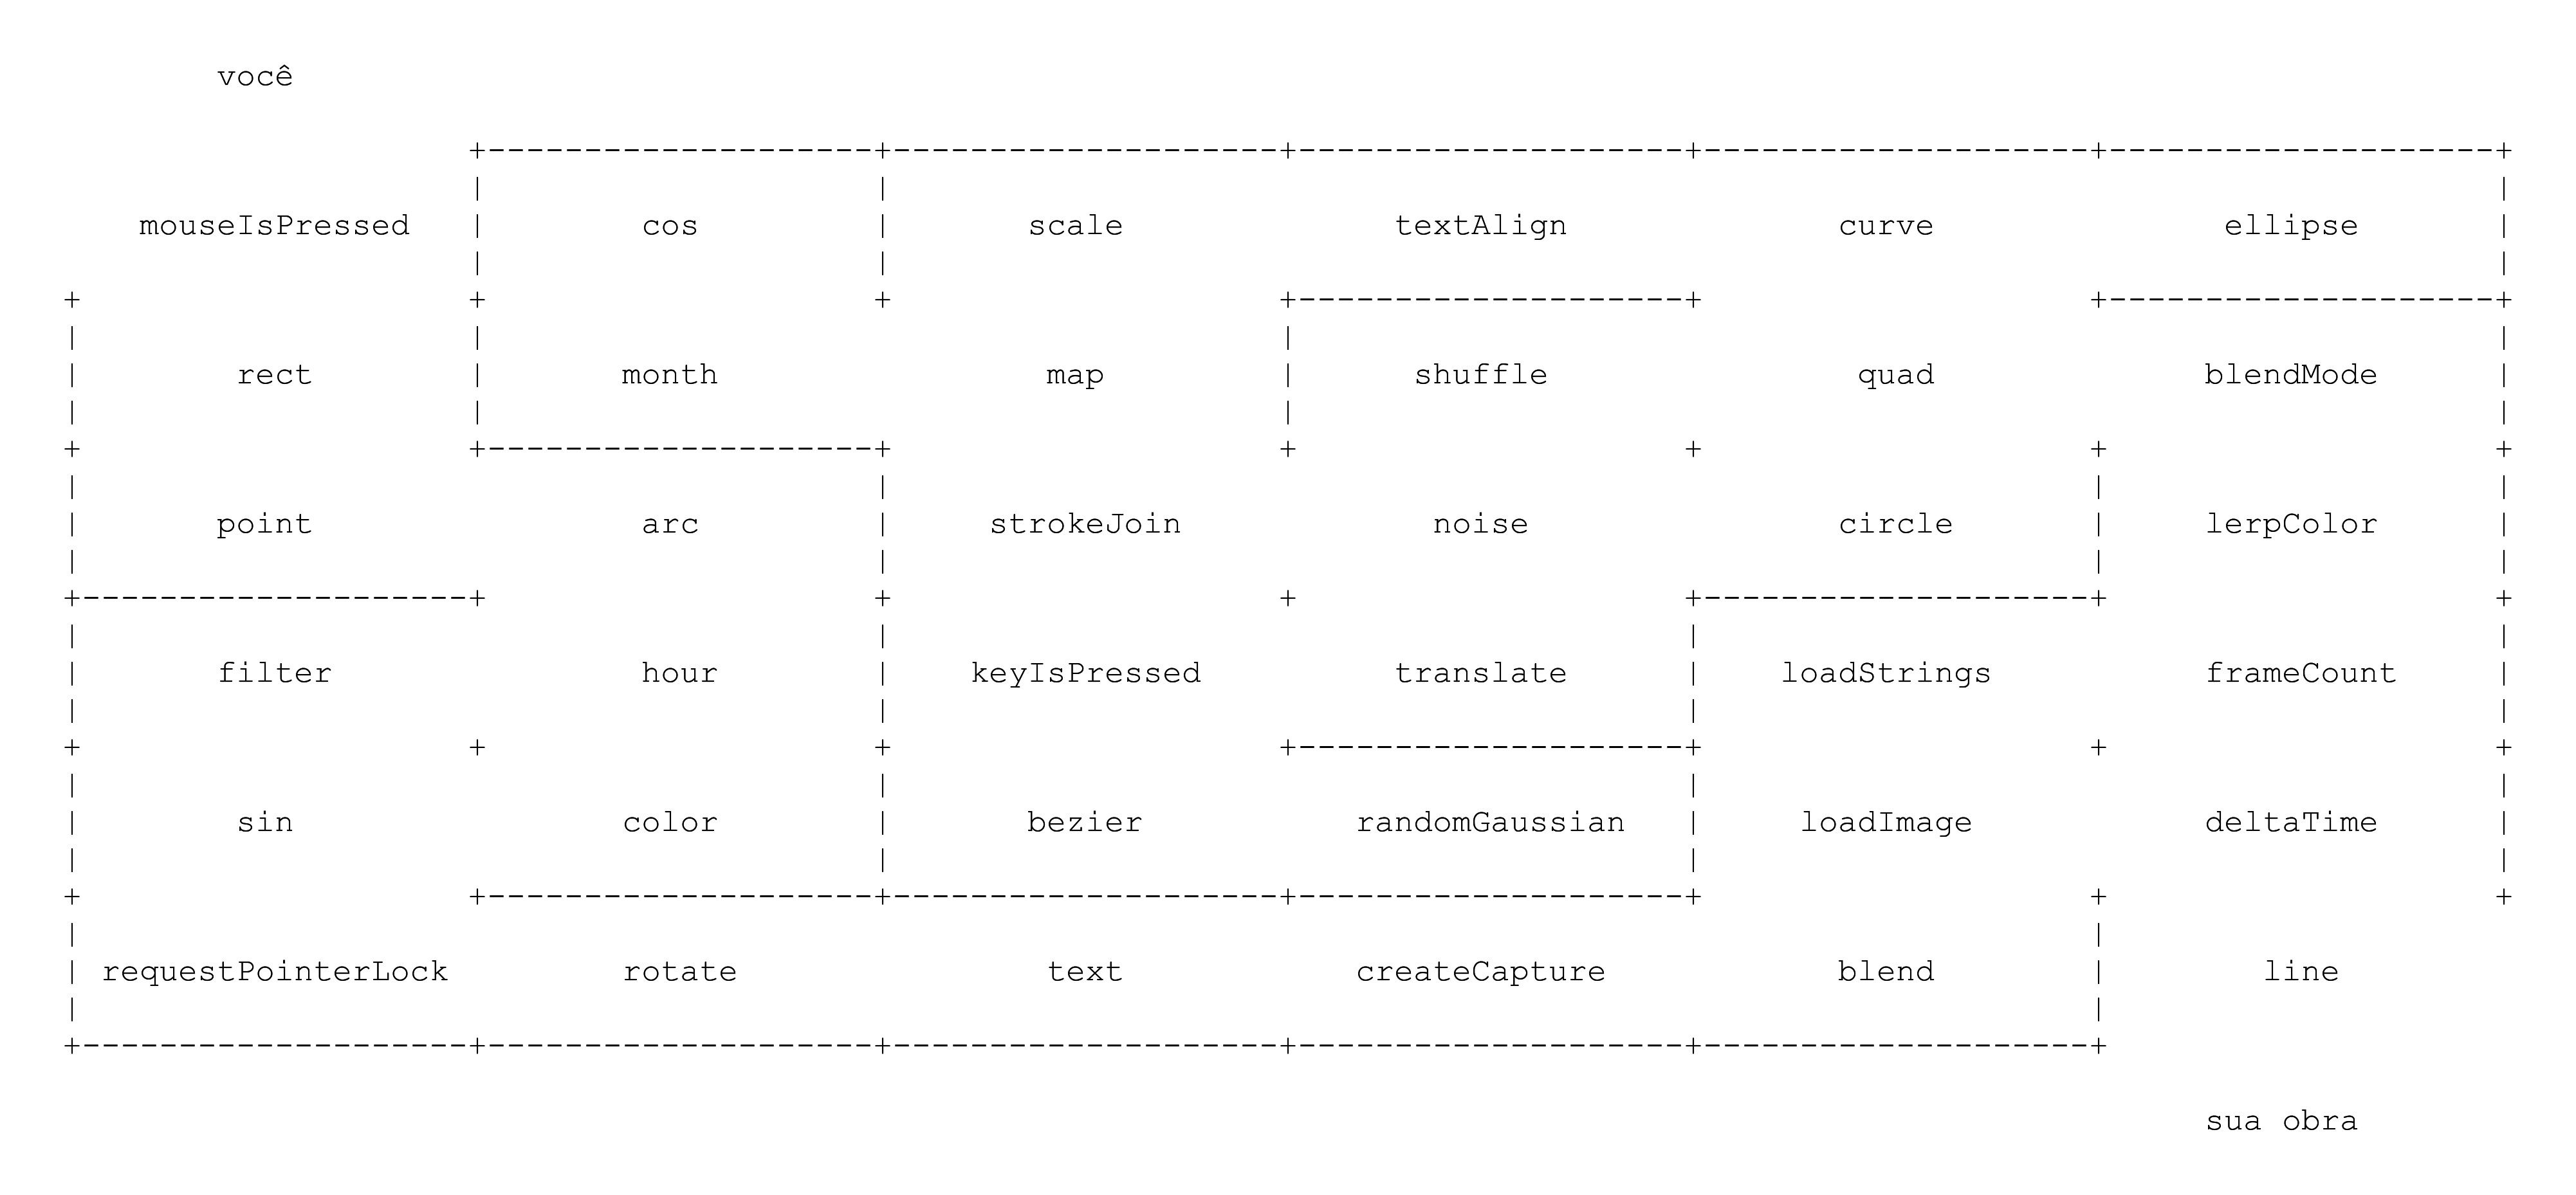 você
mouseIsPressed cos scale textAlign curve ellipse
rect month map shuffle quad blendMode
point arc strokeJoin noise circle lerpColor
filter hour keyIsPressed translate loadStrings frameCount
sin color bezier randomGaussian loadImage deltaTime
requestPointerLock rotate text createCapture blend line
sua obra